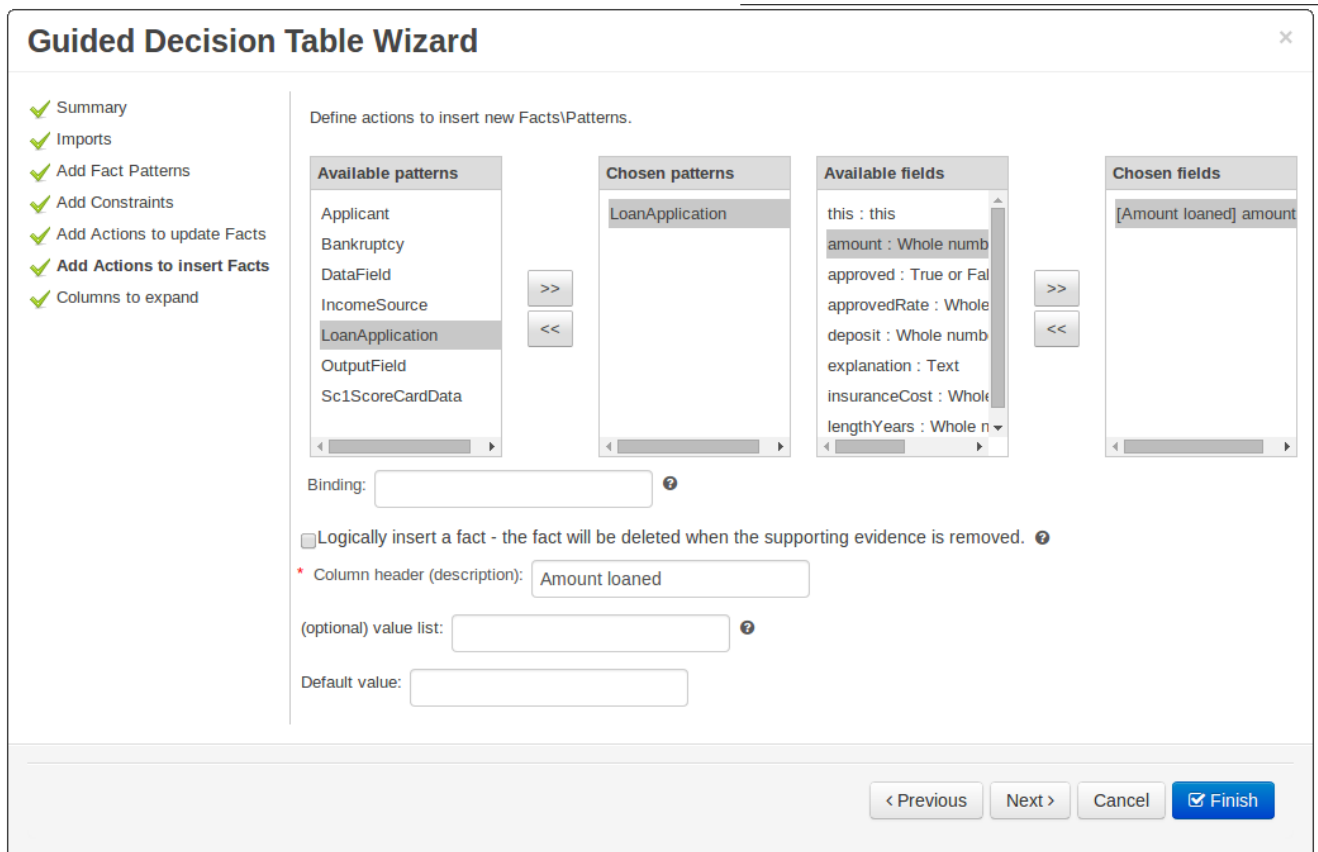 Guided Decision Table Wizard
×
Summary
Imports
Add Fact Patterns
Add Constraints
Add Actions to update Facts
Add Actions to insert Facts
Columns to expand
Define actions to insert new Facts\Patterns.
Available patterns
Applicant
Bankruptcy
DataField
IncomeSource
LoanApplication
OutputField
Sc1ScoreCardData
>>
<<
Chosen patterns
LoanApplication
Available fields
this : this
amount : Whole numb
approved : True or Fal
approvedRate : Whole
deposit : Whole numb
explanation : Text
insuranceCost : Whole
lengthYears : Whole n
>>
<<
Chosen fields
[Amount loaned] amount
Binding:
Logically insert a fact - the fact will be deleted when the supporting evidence is removed.
* Column header (description): Amount loaned
(optional) value list:
Default value:
< Previous
Next >
Cancel
Finish